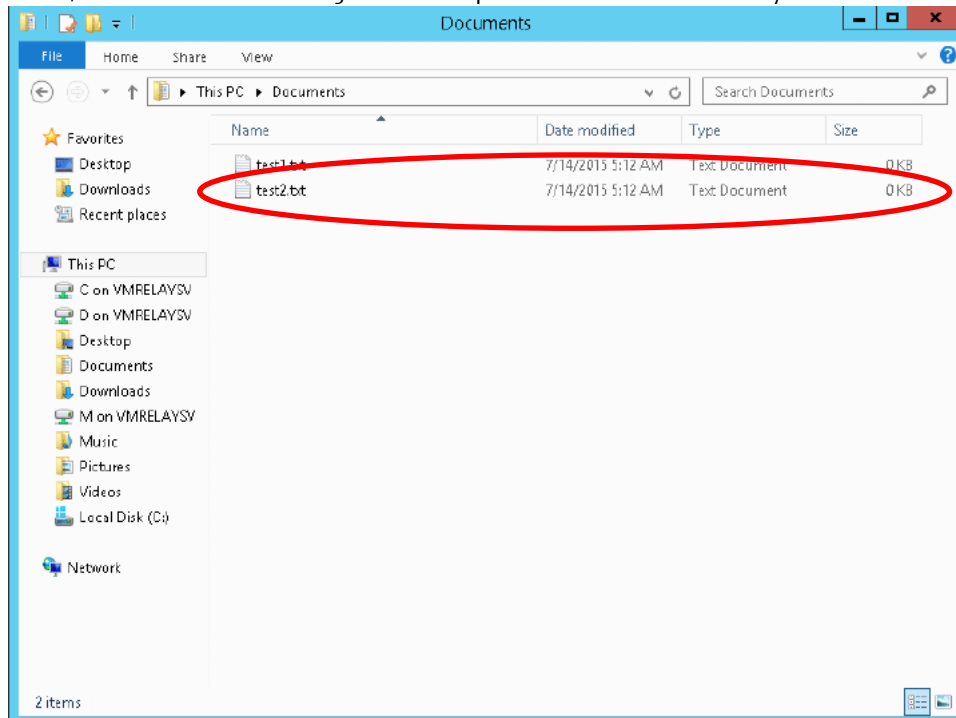 Documents
File Home Share View
This PC Documents Search Documents
Name Date modified Type Size
Favorites
Desktop
Downloads
Recent places
test1.txt 7/14/2015 5:12 AM Text Document 0 KB
test2.txt 7/14/2015 5:12 AM Text Document 0 KB
This PC
C on VMRELAYSV
D on VMRELAYSV
Desktop
Documents
Downloads
M on VMRELAYSV
Music
Pictures
Videos
Local Disk (C:)
Network
2 items